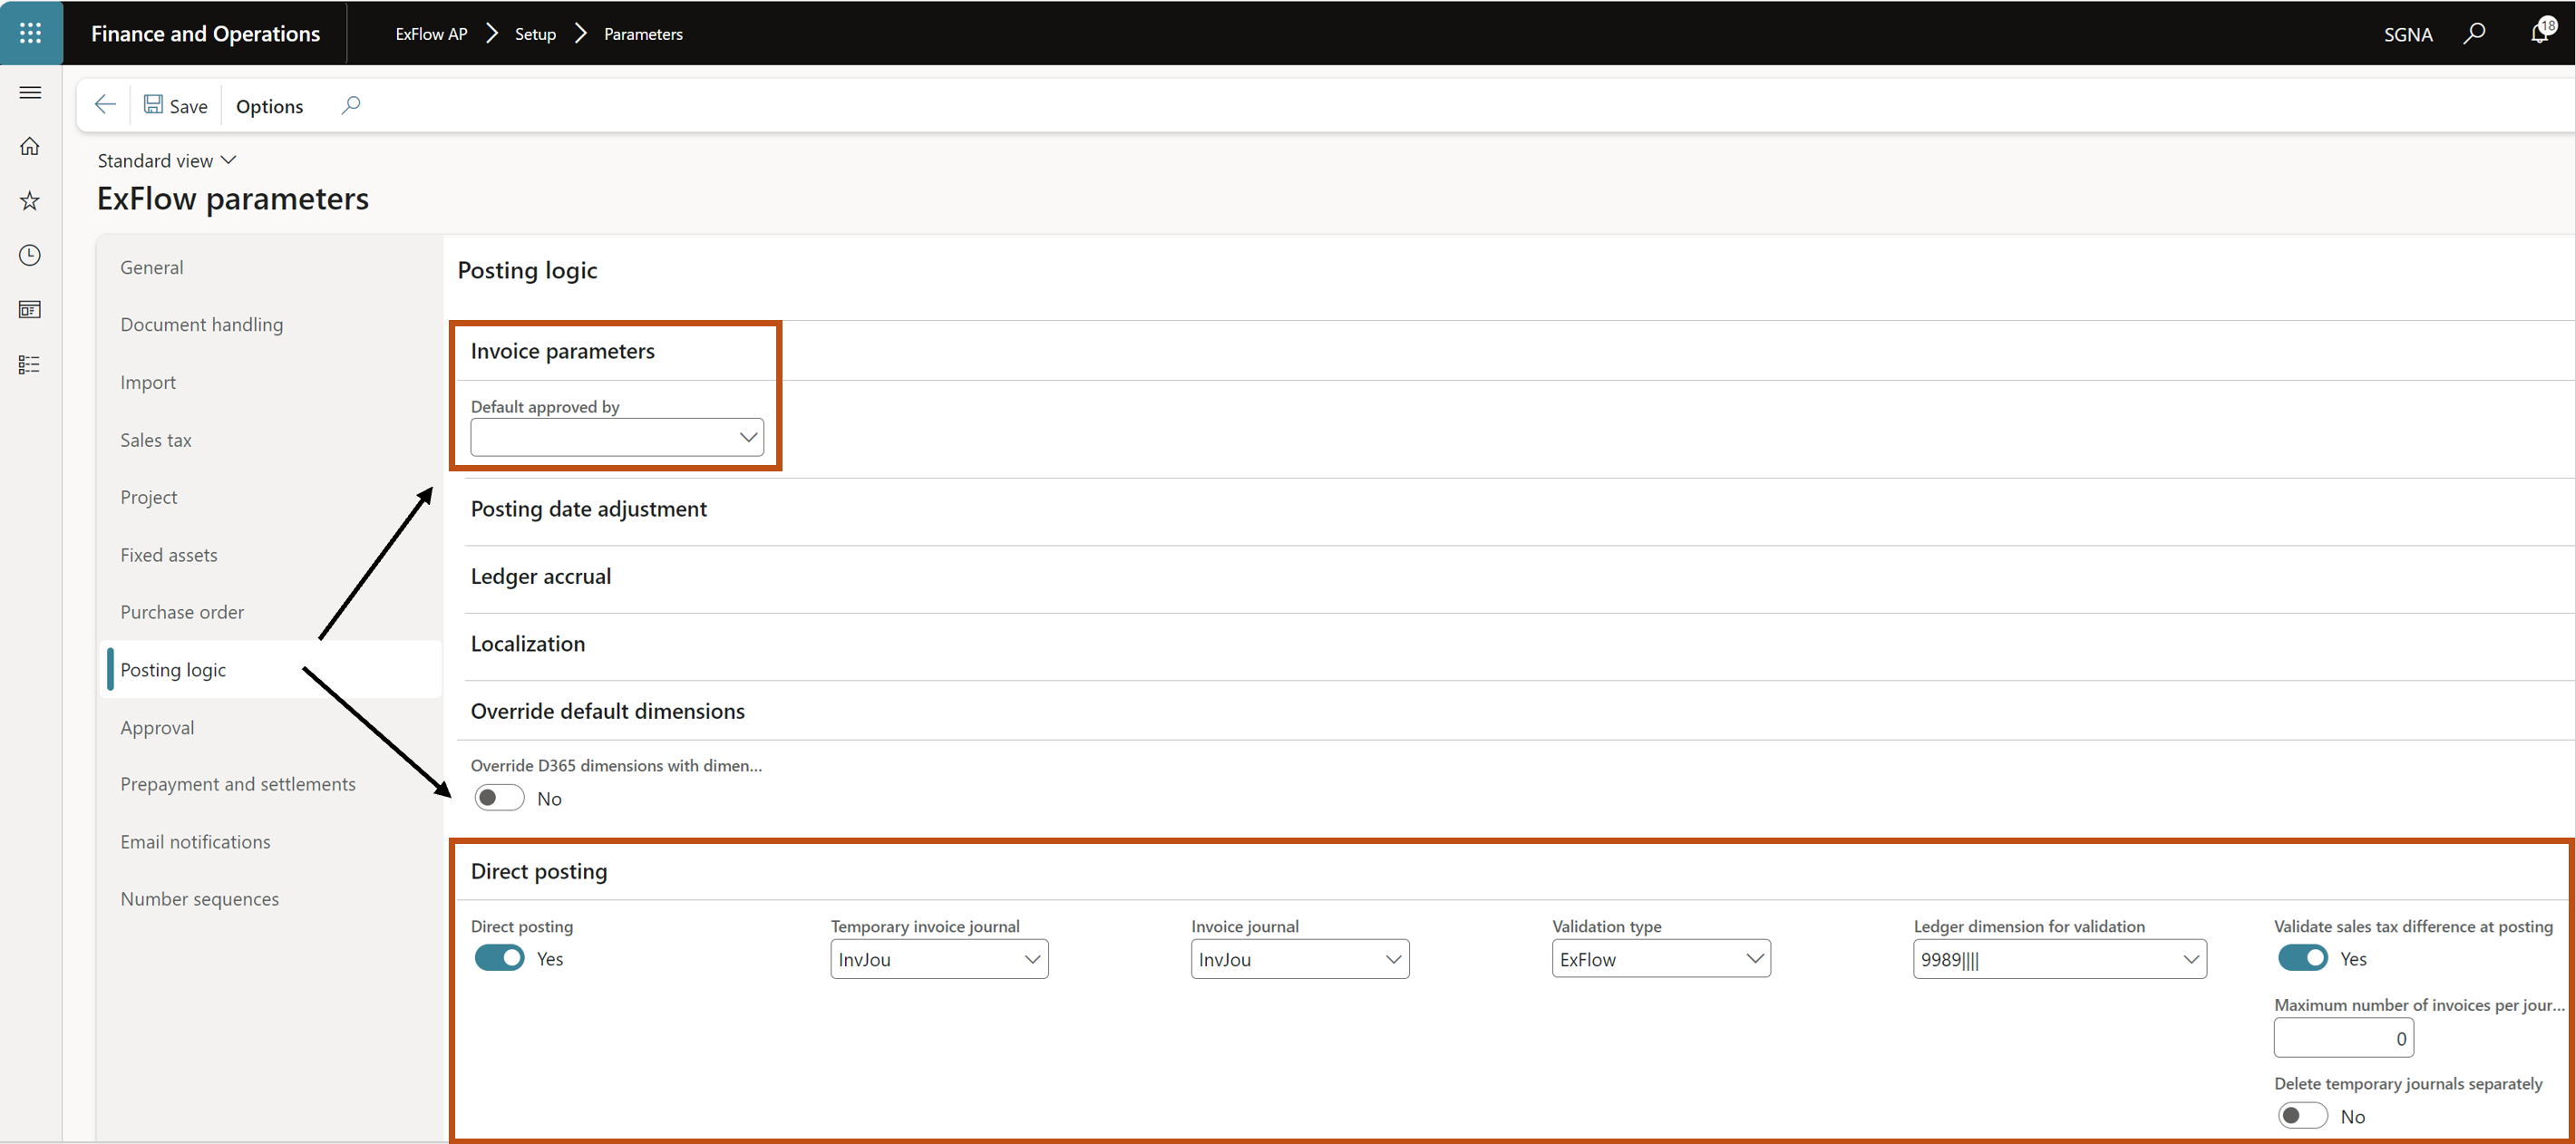 Finance and Operations
ExFlow AP
Setup
Parameters
SGNA
18
Save
Options
Standard view
ExFlow parameters
General
Document handling
Import
Sales tax
Project
Fixed assets
Purchase order
Posting logic
Approval
Prepayment and settlements
Email notifications
Number sequences
Posting logic
Invoice parameters
Default approved by
Posting date adjustment
Ledger accrual
Localization
Override default dimensions
Override D365 dimensions with dimen...
No
Direct posting
Direct posting
Yes
Temporary invoice journal
InvJou
Invoice journal
InvJou
Validation type
ExFlow
Ledger dimension for validation
9989||||
Validate sales tax difference at posting
Yes
Maximum number of invoices per jour...
0
Delete temporary journals separately
No